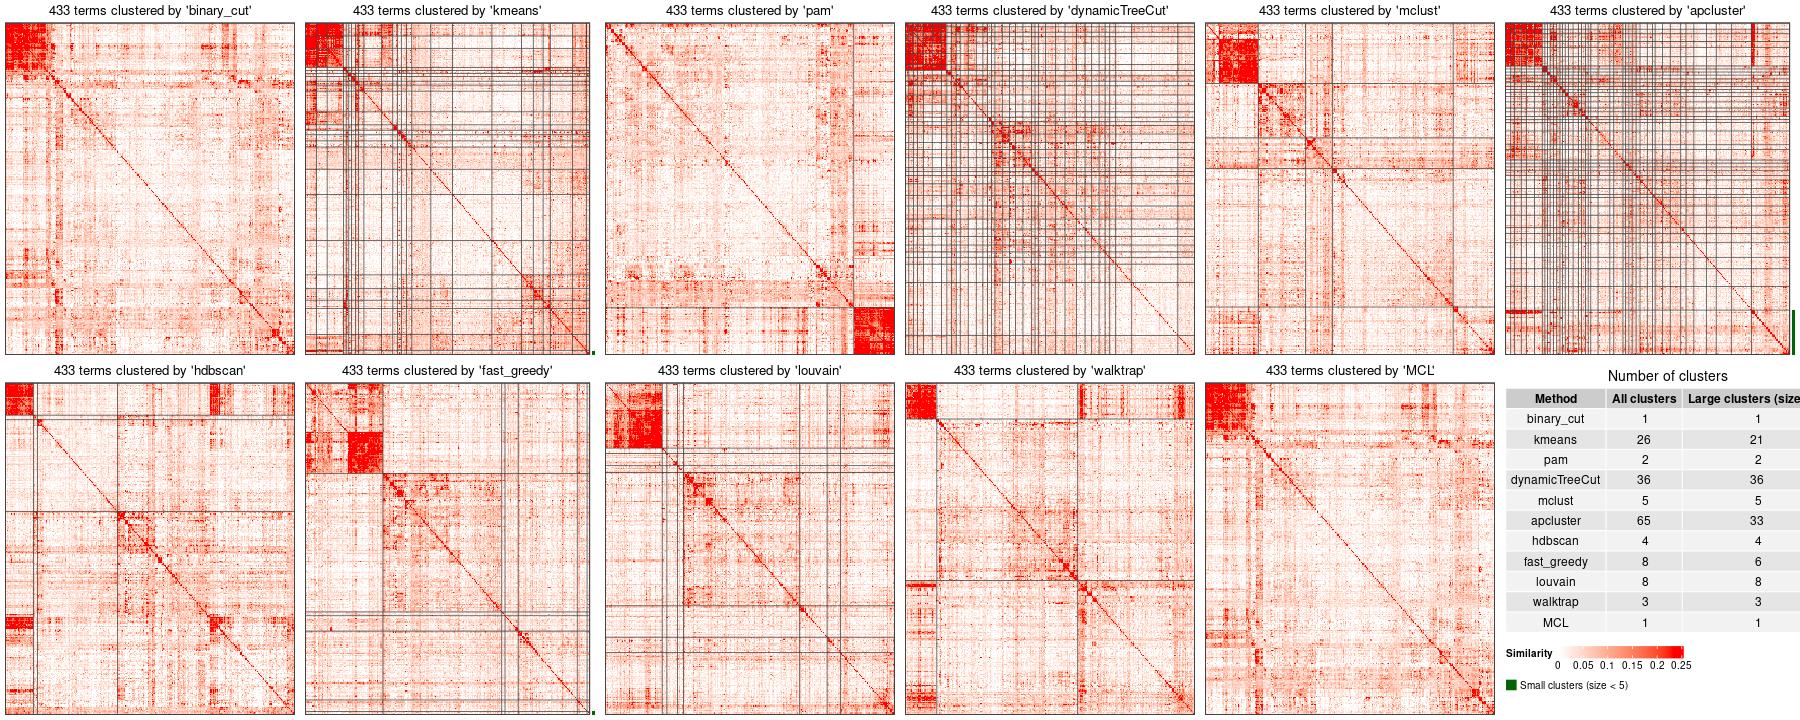 433 terms clustered by 'binary_cut'
433 terms clustered by 'kmeans'
433 terms clustered by 'pam'
433 terms clustered by 'dynamicTreeCut'
433 terms clustered by 'mclust'
433 terms clustered by 'apcluster'
433 terms clustered by 'hdbscan'
433 terms clustered by 'fast_greedy'
433 terms clustered by 'louvain'
433 terms clustered by 'walktrap'
433 terms clustered by 'MCL'
Number of clusters
Method All clusters Large clusters (size
binary_cut 1 1
kmeans 26 21
pam 2 2
dynamicTreeCut 36 36
mclust 5 5
apcluster 65 33
hdbscan 4 4
fast_greedy 8 6
louvain 8 8
walktrap 3 3
MCL 1 1
Similarity
0 0.05 0.1 0.15 0.2 0.25
Small clusters (size < 5)